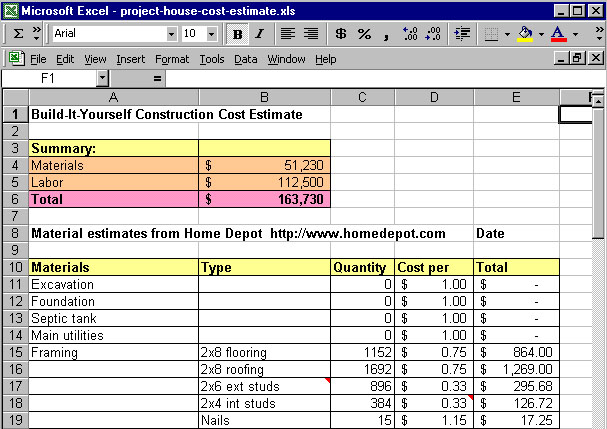 Microsoft Excel - project-house-cost-estimate.xls
Σ » Arial 10 » B I $ % , »
File Edit View Insert Format Tools Data Window Help
F1 =
A B C D E
1 Build-It-Yourself Construction Cost Estimate
2
3 Summary:
4 Materials $ 51,230
5 Labor $ 112,500
6 Total $ 163,730
7
8 Material estimates from Home Depot http://www.homedepot.com Date
9
10 Materials Type Quantity Cost per Total
11 Excavation 0 $ 1.00 $ -
12 Foundation 0 $ 1.00 $ -
13 Septic tank 0 $ 1.00 $ -
14 Main utilities 0 $ 1.00 $ -
15 Framing 2x8 flooring 1152 $ 0.75 $ 864.00
16 2x8 roofing 1692 $ 0.75 $ 1,269.00
17 2x6 ext studs 896 $ 0.33 $ 295.68
18 2x4 int studs 384 $ 0.33 $ 126.72
19 Nails 15 $ 1.15 $ 17.25